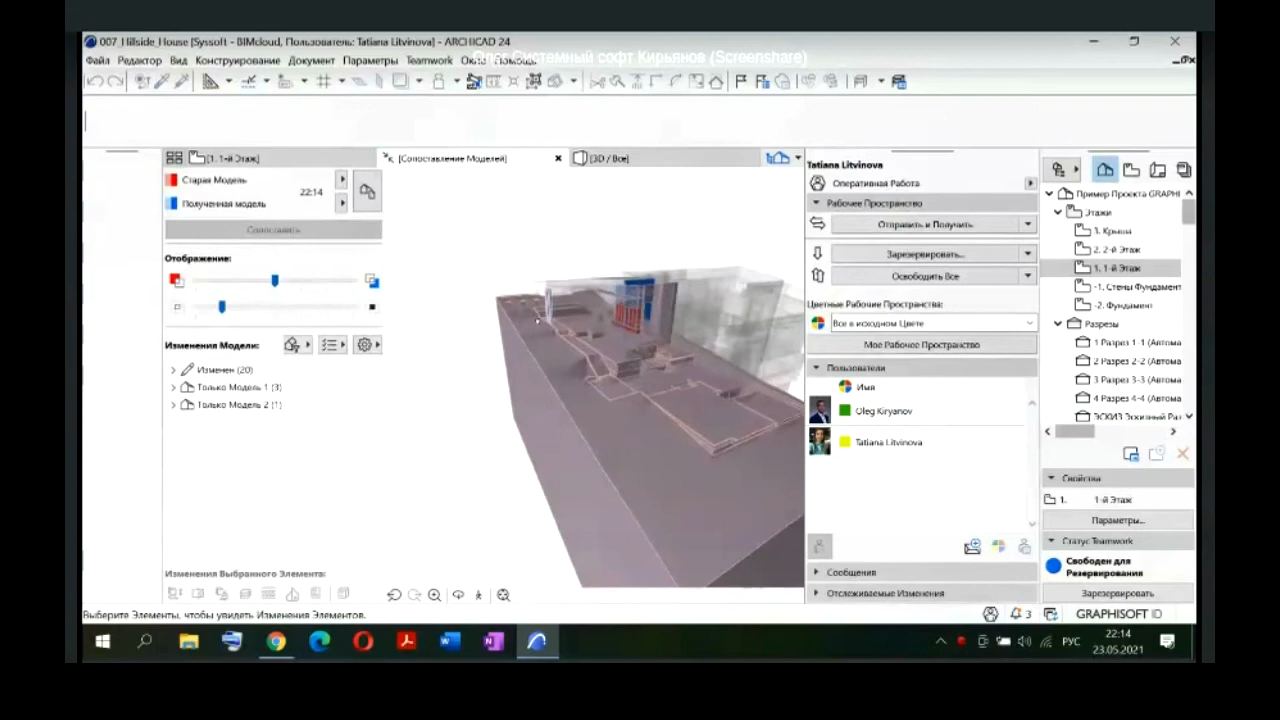 007_Hillside_House [Syssoft - BIMcloud, Пользователь: Tatiana Litvinova] - ARCHICAD 24
Системный софт Кирьянов (Screenshare)
Файл Редактор Вид Конструирование Документ Параметры Teamwork Окна Помощь
[1. 1-й Этаж]
[Сопоставление Моделей]
[3D / Все]
Старая Модель
22:14
Полученная модель
Сопоставить
Отображение:
Изменения Модели:
Изменен (20)
Только Модель 1 (3)
Только Модель 2 (1)
Изменения Выбранного Элемента:
Tatiana Litvinova
Оперативная Работа
Рабочее Пространство
Отправить и Получить
Зарезервировать...
Освободить Все
Цветные Рабочие Пространства:
Все в исходном Цвете
Мое Рабочее Пространство
Пользователи
Имя
Oleg Kiryanov
Tatiana Litvinova
Сообщения
Отслеживаемые Изменения
Пример Проекта GRAPHI
Этажи
3. Крыша
2. 2-й Этаж
1. 1-й Этаж
-1. Стены Фундамент
-2. Фундамент
Разрезы
1 Разрез 1-1 (Автома
2 Разрез 2-2 (Автома
3 Разрез 3-3 (Автома
4 Разрез 4-4 (Автома
ЭСКИЗ Эскизный Раз
Свойства
1. 1-й Этаж
Параметры...
Статус Teamwork
Свободен для
Резервирования
Зарезервировать
Выберите Элементы, чтобы увидеть Изменения Элементов.
3
GRAPHISOFT ID
РУС
22:14
23.05.2021